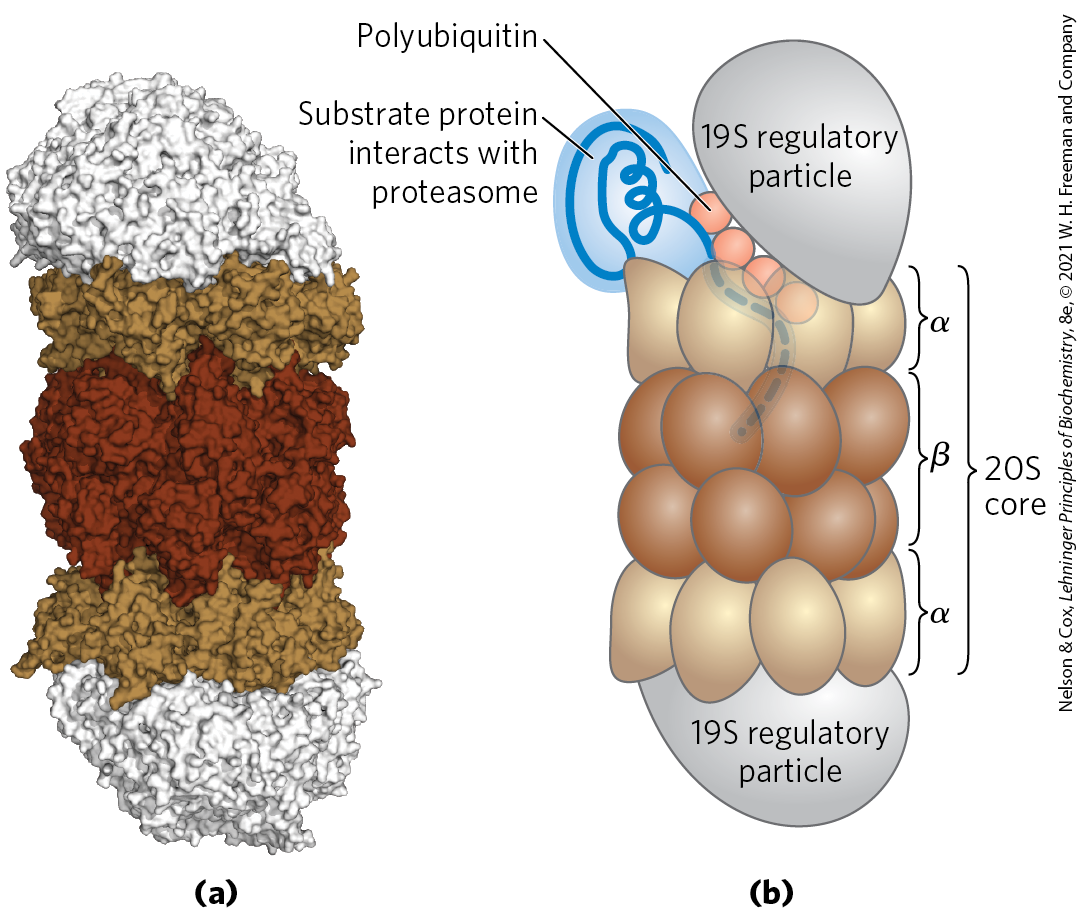 Polyubiquitin
Substrate protein
interacts with
proteasome
19S regulatory
particle
α
β
α
20S
core
19S regulatory
particle
(a)
(b)
Nelson & Cox, Lehninger Principles of Biochemistry, 8e, © 2021 W. H. Freeman and Company